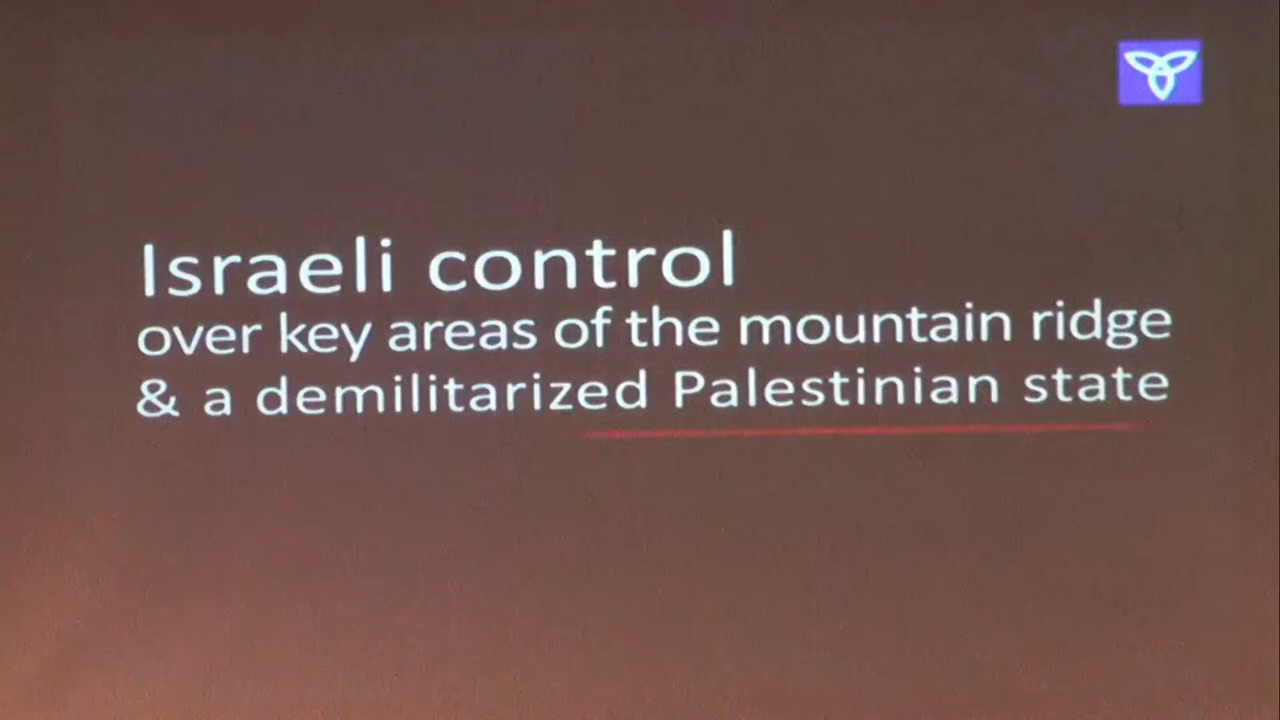 Israeli control
over key areas of the mountain ridge
& a demilitarized Palestinian state